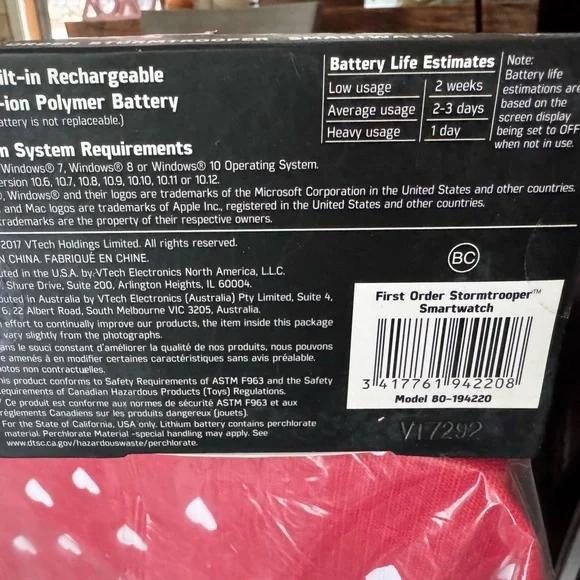 STORMTROOPER SMARTWATCH
Rechargeable
Polymer Battery
is not replaceable.)
Battery Life Estimates
Low usage 2 weeks
Average usage 2-3 days
Heavy usage 1 day
Note:
Battery life
estimations are
based on the
screen display
being set to OFF
when not in use.
System Requirements
Windows® 7, Windows® 8 or Windows® 10 Operating System.
10.6, 10.7, 10.8, 10.9, 10.10, 10.11 or 10.12.
Windows® and their logos are trademarks of the Microsoft Corporation in the United States and other countries.
and Mac logos are trademarks of Apple Inc., registered in the United States and other countries.
trademarks are the property of their respective owners.
2017 VTech Holdings Limited. All rights reserved.
CHINA. FABRIQUÉ EN CHINE.
in the U.S.A. by: VTech Electronics North America, L.L.C.
Shure Drive, Suite 200, Arlington Heights, IL 60004.
in Australia by VTech Electronics (Australia) Pty Limited, Suite 4,
22 Albert Road, South Melbourne VIC 3205, Australia.
effort to continually improve our products, the item inside this package
vary slightly from the photographs.
le souci constant d'améliorer la qualité de nos produits, nous pouvons
amenés à en modifier certaines caractéristiques sans avis préalable.
non contractuelles.
product conforms to Safety Requirements of ASTM F963 and the Safety
of Canadian Hazardous Products (Toys) Regulations.
Ce produit est conforme aux normes de sécurité ASTM F963 et aux
règlements Canadiens sur les produits dangereux (jouets).
For the State of California, USA only. Lithium battery contains perchlorate
material. Perchlorate Material -special handling may apply. See
www.dtsc.ca.gov/hazardouswaste/perchlorate.
BC
First Order Stormtrooper™
Smartwatch
3 417761 942208
Model 80-194220
V17292